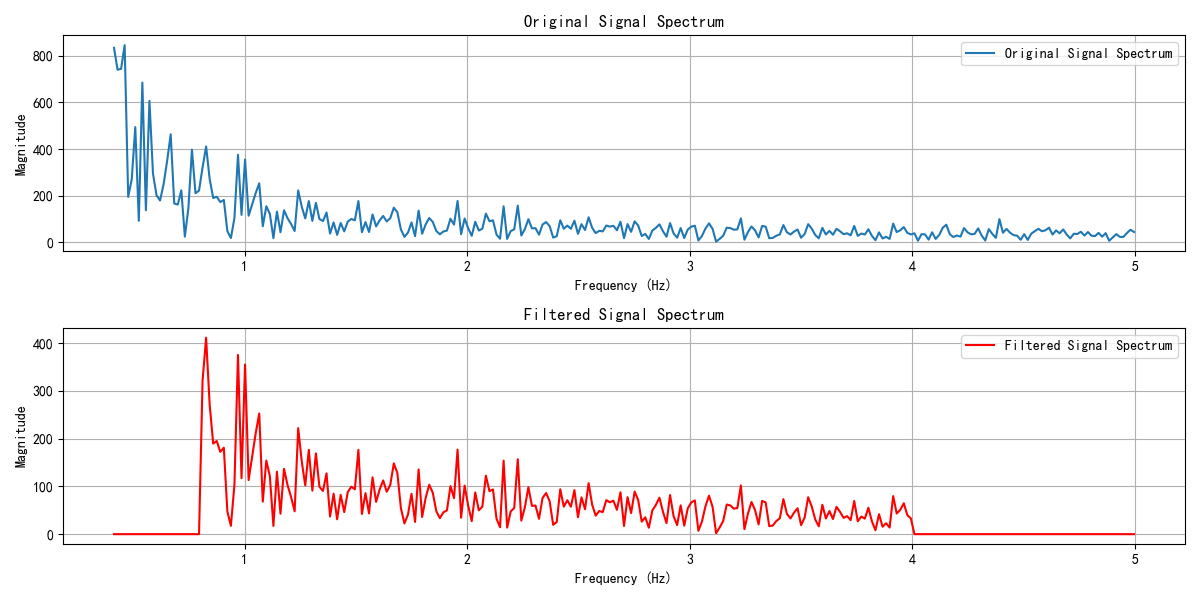 Original Signal Spectrum
Original Signal Spectrum
Magnitude
800
600
400
200
0
1
2
3
4
5
Frequency (Hz)
Filtered Signal Spectrum
Filtered Signal Spectrum
Magnitude
400
300
200
100
0
1
2
3
4
5
Frequency (Hz)